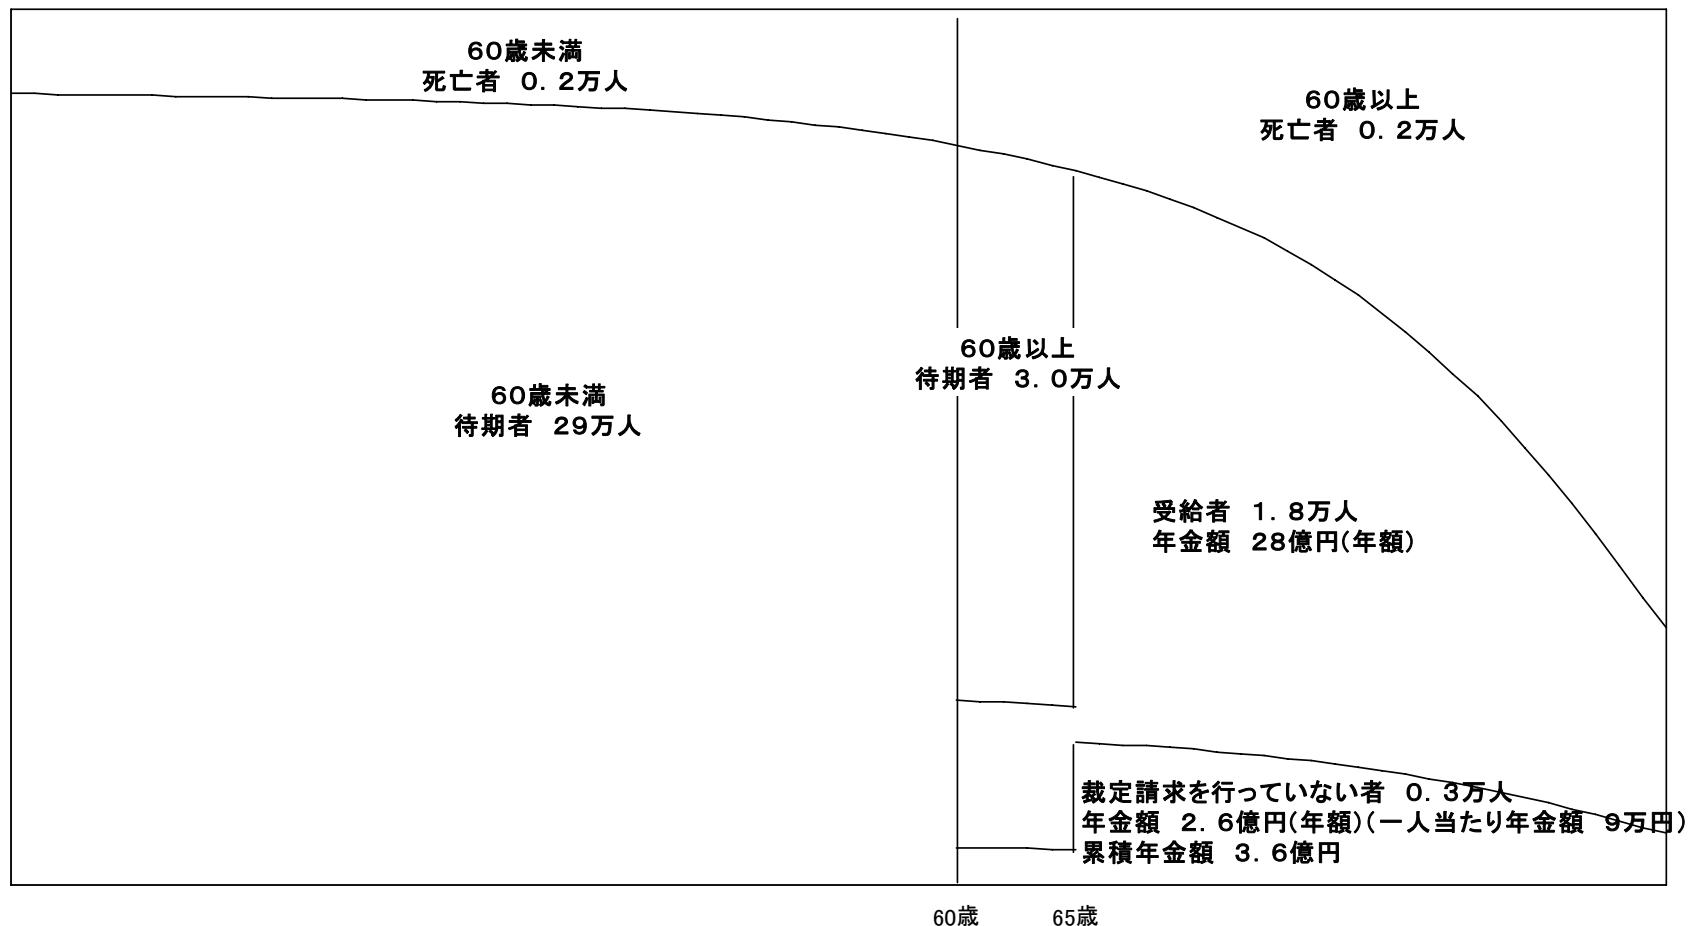 60歳未満
死亡者　0．2万人
60歳以上
死亡者　0．2万人
60歳以上
待期者　3．0万人
60歳未満
待期者　29万人
受給者　1．8万人
年金額　28億円(年額)
裁定請求を行っていない者　0．3万人
年金額　2．6億円(年額)(一人当たり年金額　9万円)
累積年金額　3．6億円
60歳
65歳